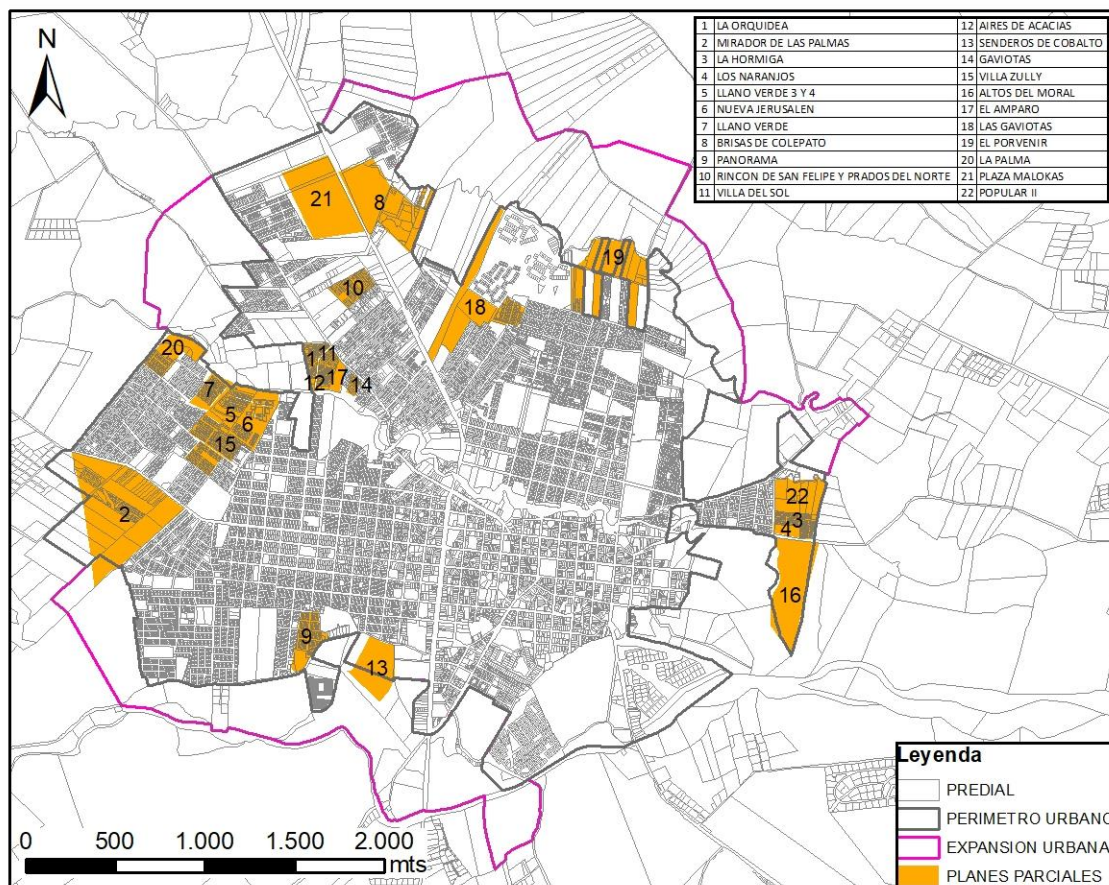 N
1 LA ORQUIDEA 12 AIRES DE ACACIAS
2 MIRADOR DE LAS PALMAS 13 SENDEROS DE COBALTO
3 LA HORMIGA 14 GAVIOTAS
4 LOS NARANJOS 15 VILLA ZULLY
5 LLANO VERDE 3 Y 4 16 ALTOS DEL MORAL
6 NUEVA JERUSALEN 17 EL AMPARO
7 LLANO VERDE 18 LAS GAVIOTAS
8 BRISAS DE COLEPATO 19 EL PORVENIR
9 PANORAMA 20 LA PALMA
10 RINCON DE SAN FELIPE Y PRADOS DEL NORTE 21 PLAZA MALOKAS
11 VILLA DEL SOL 22 POPULAR II
21
8
19
10
18
20
1 11
7
12 17 14
5
6
15
22
2
3
4
16
9
13
Leyenda
PREDIAL
PERIMETRO URBANO
EXPANSION URBANA
PLANES PARCIALES
0 500 1.000 1.500 2.000
mts